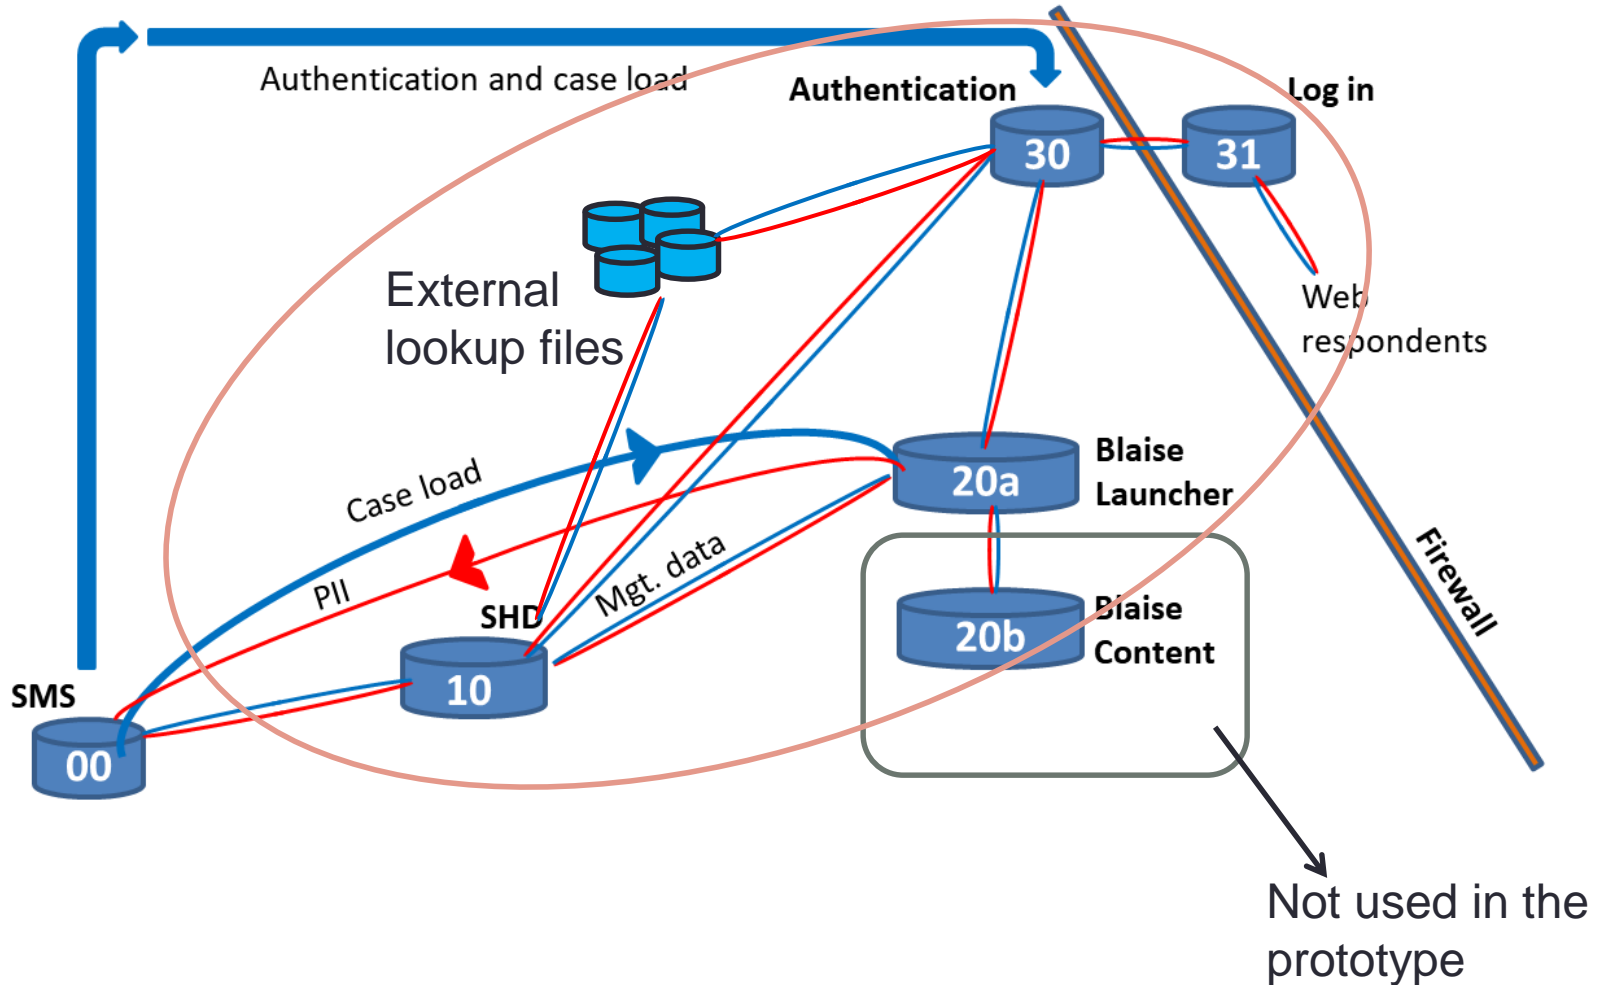 Authentication and case load
Authentication
Log in
30
31
External
lookup files
Web
respondents
Case load
20a
Blaise
Launcher
PII
Mgt. data
SHD
10
20b
Blaise
Content
Firewall
SMS
00
Not used in the
prototype